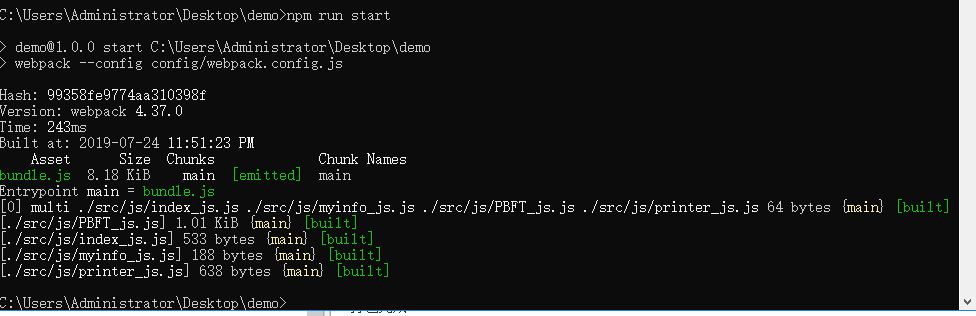 C:\Users\Administrator\Desktop\demo>npm run start
> demo@1.0.0 start C:\Users\Administrator\Desktop\demo
> webpack --config config/webpack.config.js
Hash: 99358fe9774aa310398f
Version: webpack 4.37.0
Time: 243ms
Built at: 2019-07-24 11:51:23 PM
Asset Size Chunks Chunk Names
bundle.js 8.18 KiB main [emitted] main
Entrypoint main = bundle.js
[0] multi ./src/js/index_js.js ./src/js/myinfo_js.js ./src/js/PBFT_js.js ./src/js/printer_js.js 64 bytes {main} [built]
[./src/js/PBFT_js.js] 1.01 KiB {main} [built]
[./src/js/index_js.js] 533 bytes {main} [built]
[./src/js/myinfo_js.js] 188 bytes {main} [built]
[./src/js/printer_js.js] 638 bytes {main} [built]
C:\Users\Administrator\Desktop\demo>